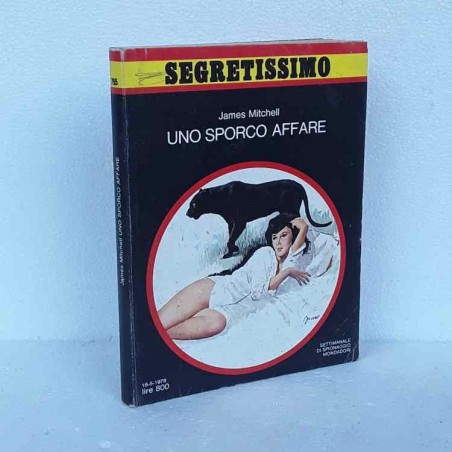 SEGRETISSIMO
James Mitchell
UNO SPORCO AFFARE
SETTIMANALE
DI SPIONAGGIO
MONDADORI
lire 800
James Mitchell UNO SPORCO AFFARE